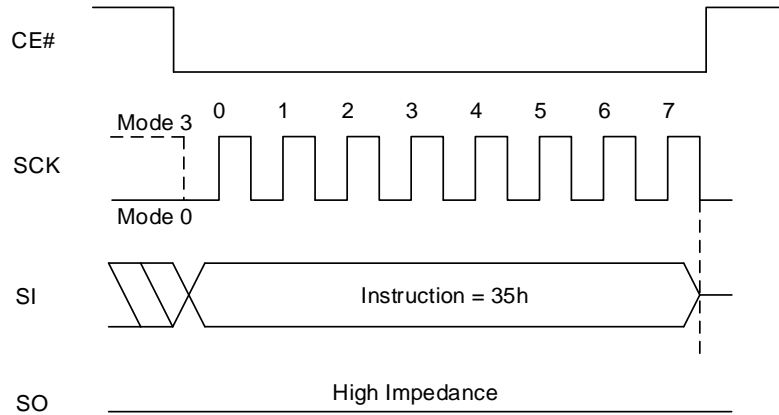 CE#
0 1 2 3 4 5 6 7
Mode 3
SCK
Mode 0
SI
Instruction = 35h
High Impedance
SO